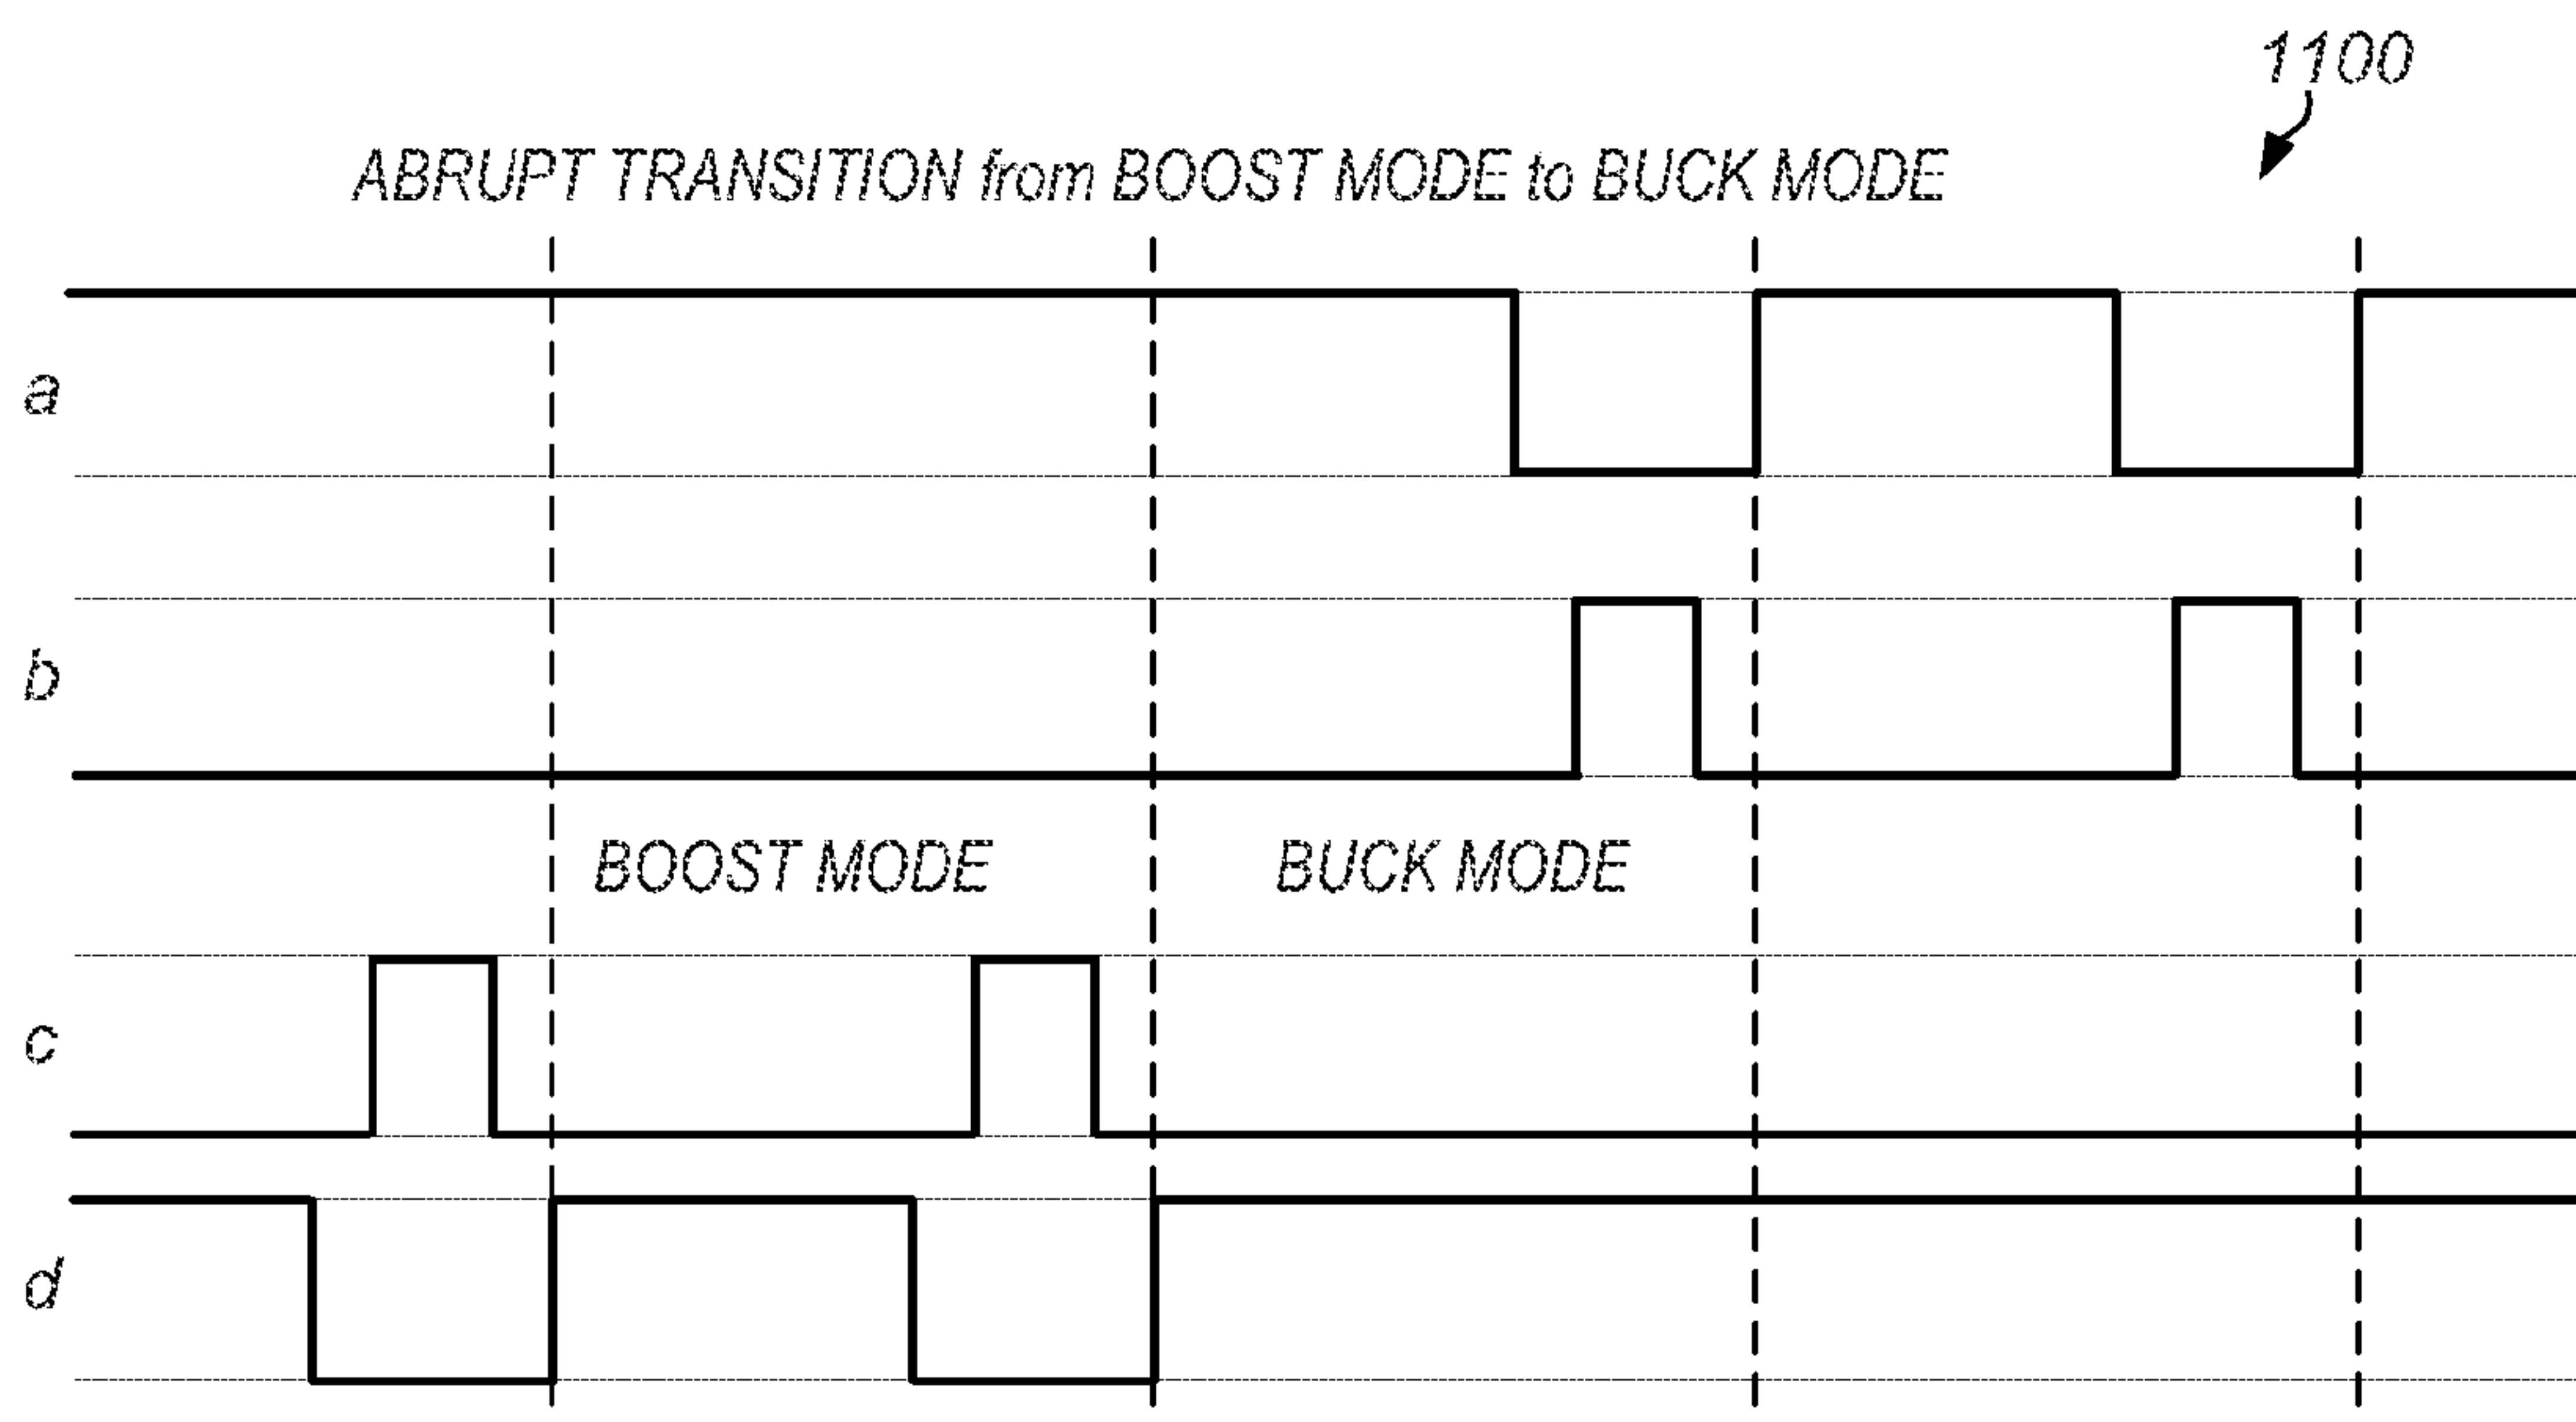 1100
ABRUPT TRANSITION from BOOST MODE to BUCK MODE
a
b
BOOST MODE BUCK MODE
c
d